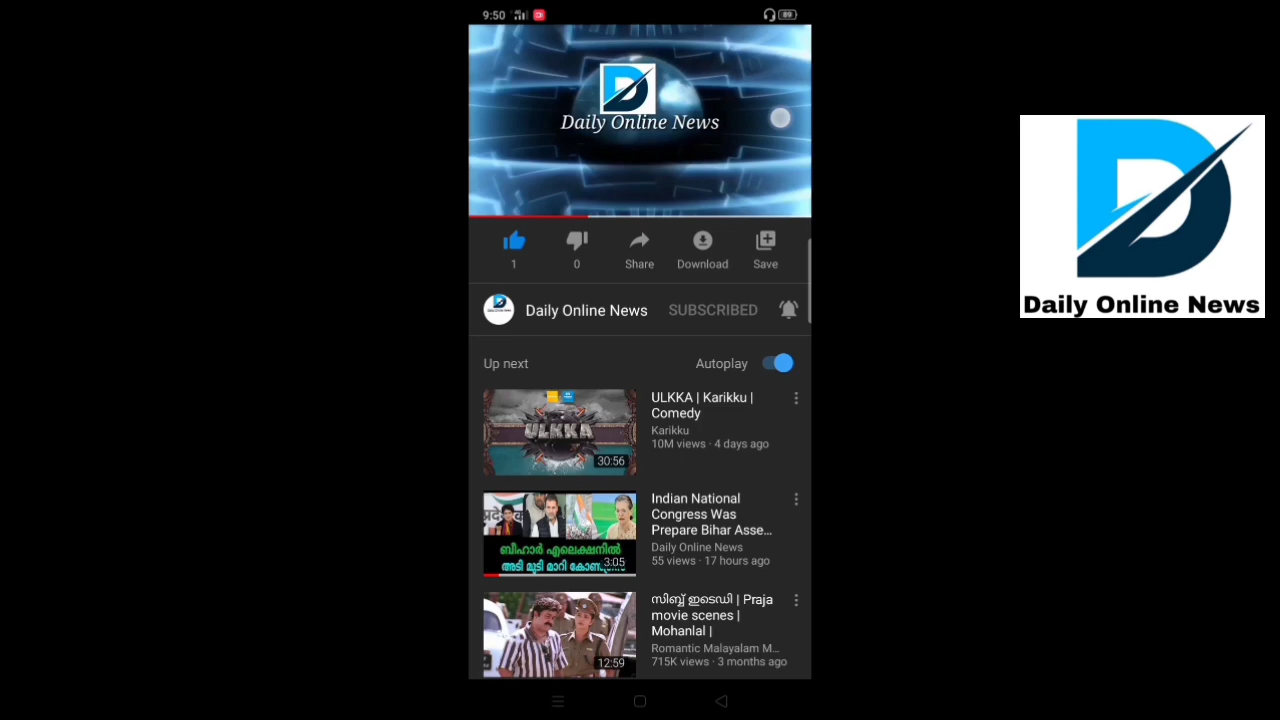 9:50
89
Daily Online News
1
0
Share
Download
Save
Daily Online News
SUBSCRIBED
Up next
Autoplay
ULKKA
30:56
ULKKA | Karikku |
Comedy
Karikku
10M views · 4 days ago
ബീഹാർ എലെക്ഷനിൽ
അടി മുടി മാറി
3:05
Indian National
Congress Was
Prepare Bihar Asse...
Daily Online News
55 views · 17 hours ago
12:59
സിബ്ബ് ഇടെഡി | Praja
movie scenes |
Mohanlal |
Romantic Malayalam M...
715K views · 3 months ago
Daily Online News